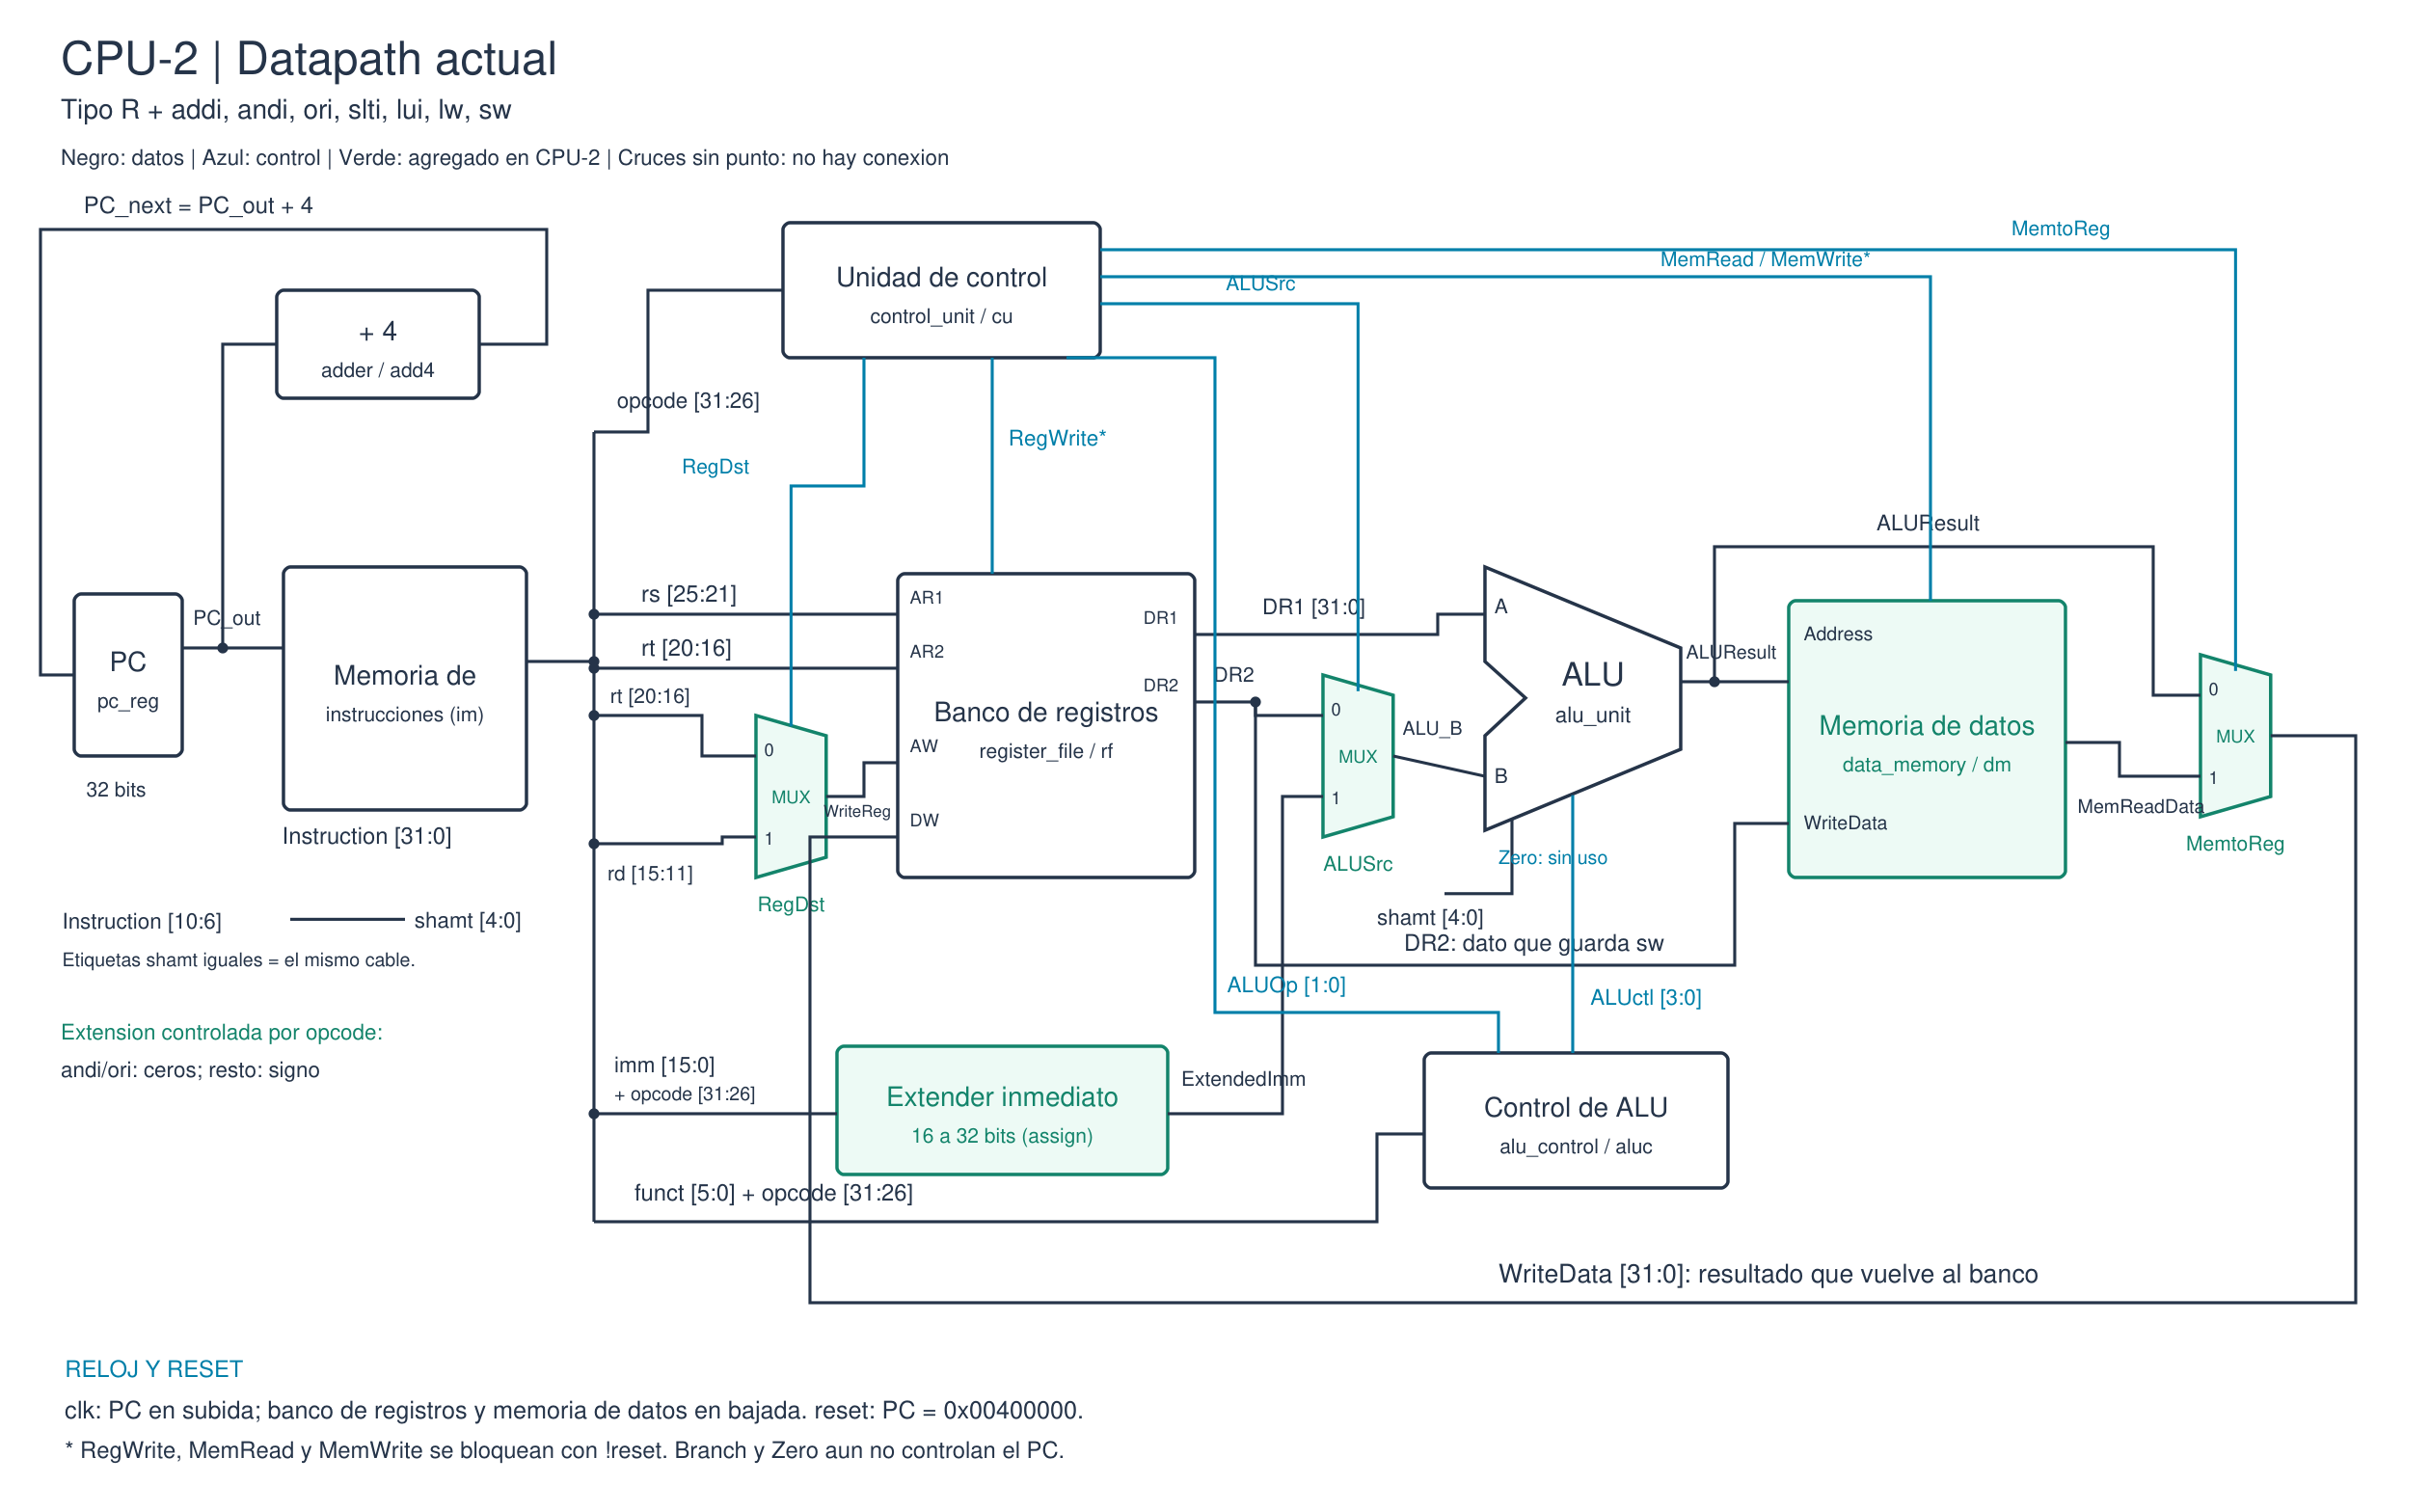 CPU-2 | Datapath actual
Tipo R + addi, andi, ori, slti, lui, lw, sw
Negro: datos | Azul: control | Verde: agregado en CPU-2 | Cruces sin punto: no hay conexion
PC_next = PC_out + 4
MemtoReg
MemRead / MemWrite*
ALUSrc
Unidad de control
control_unit / cu
+ 4
adder / add4
opcode [31:26]
RegDst
RegWrite*
ALUResult
PC_out
PC
pc_reg
32 bits
Memoria de
instrucciones (im)
Instruction [31:0]
rs [25:21]
rt [20:16]
rt [20:16]
rd [15:11]
0
MUX
1
RegDst
WriteReg
AR1
AR2
AW
DW
DR1
DR2
Banco de registros
register_file / rf
DR1 [31:0]
DR2
0
MUX
1
ALUSrc
ALU_B
A
B
ALU
alu_unit
ALUResult
Zero: sin uso
shamt [4:0]
DR2: dato que guarda sw
Address
Memoria de datos
data_memory / dm
WriteData
MemReadData
0
MUX
1
MemtoReg
Instruction [10:6]
shamt [4:0]
Etiquetas shamt iguales = el mismo cable.
Extension controlada por opcode:
andi/ori: ceros; resto: signo
ALUOp [1:0]
ALUctl [3:0]
imm [15:0]
+ opcode [31:26]
Extender inmediato
16 a 32 bits (assign)
ExtendedImm
Control de ALU
alu_control / aluc
funct [5:0] + opcode [31:26]
WriteData [31:0]: resultado que vuelve al banco
RELOJ Y RESET
clk: PC en subida; banco de registros y memoria de datos en bajada. reset: PC = 0x00400000.
* RegWrite, MemRead y MemWrite se bloquean con !reset. Branch y Zero aun no controlan el PC.